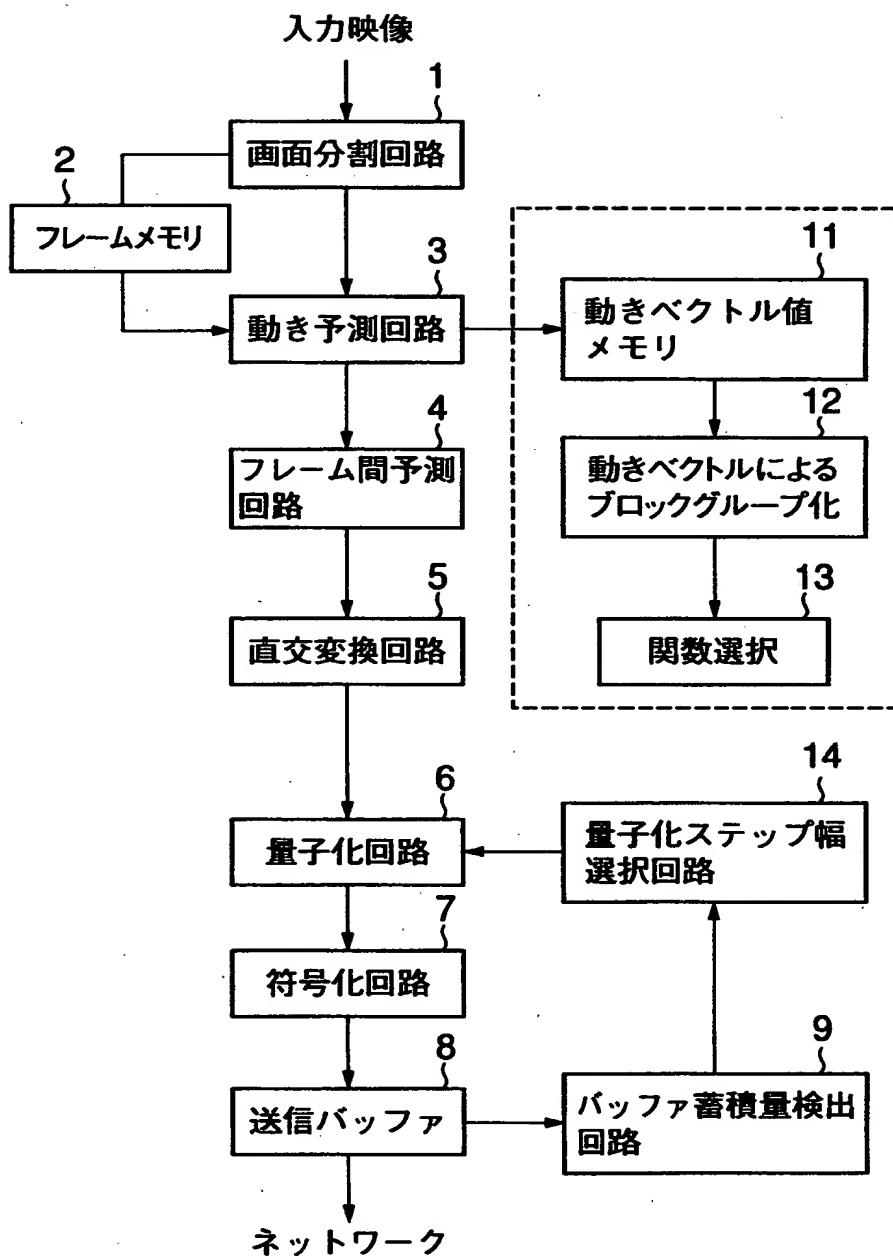 入力映像
1
画面分割回路
2
フレームメモリ
3
動き予測回路
11
動きベクトル値
メモリ
4
フレーム間予測
回路
12
動きベクトルによる
ブロックグループ化
5
直交変換回路
13
関数選択
6
量子化回路
14
量子化ステップ幅
選択回路
7
符号化回路
8
送信バッファ
9
バッファ蓄積量検出
回路
ネットワーク